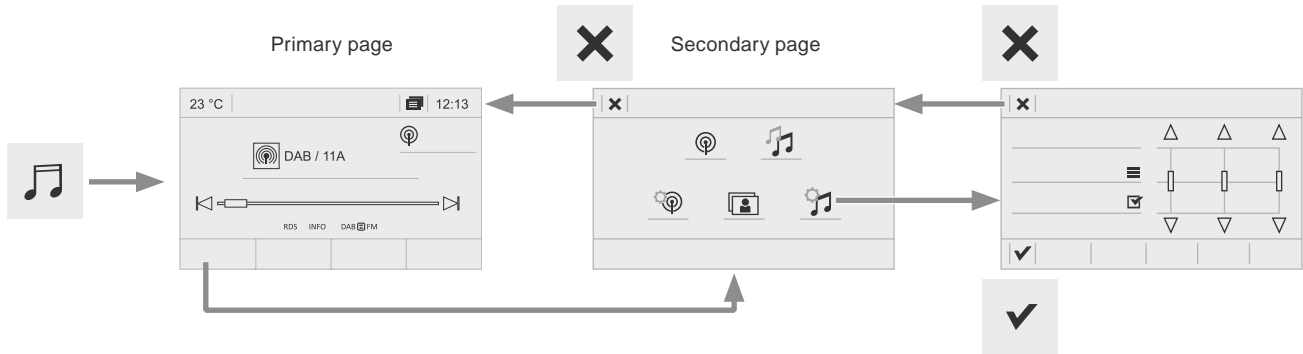 Primary page
Secondary page
23 °C
12:13
DAB / 11A
RDS INFO DAB FM